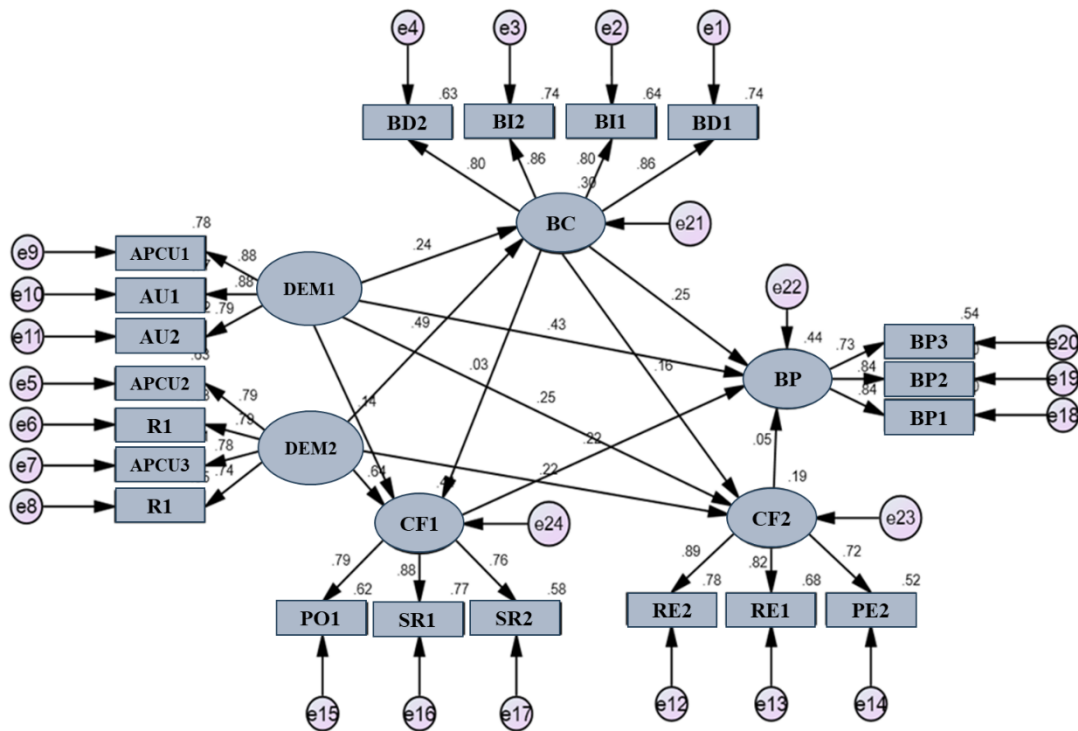 e4 e3 e2 e1
.63 .74 .64 .74
BD2 BI2 BI1 BD1
.80 .86 .80 .86
.30
BC e21
.78
e9 APCU1 .88 .24
e10 AU1 .88 DEM1 .25 e22
e11 AU2 .79 .49 .43 .44 .54
BP3 e20
.73
e5 APCU2 .79 .03 .16 BP .84 BP2 e19
.14 .25 .84 BP1 e18
e6 R1 .79 .22 .05
.78 DEM2
e7 APCU3 .64 .22 .19
.74
e8 R1
CF1 e24 CF2 e23
.79 .88 .76 .89 .82 .72
.62 .77 .58 .78 .68 .52
PO1 SR1 SR2 RE2 RE1 PE2
e15 e16 e17 e12 e13 e14